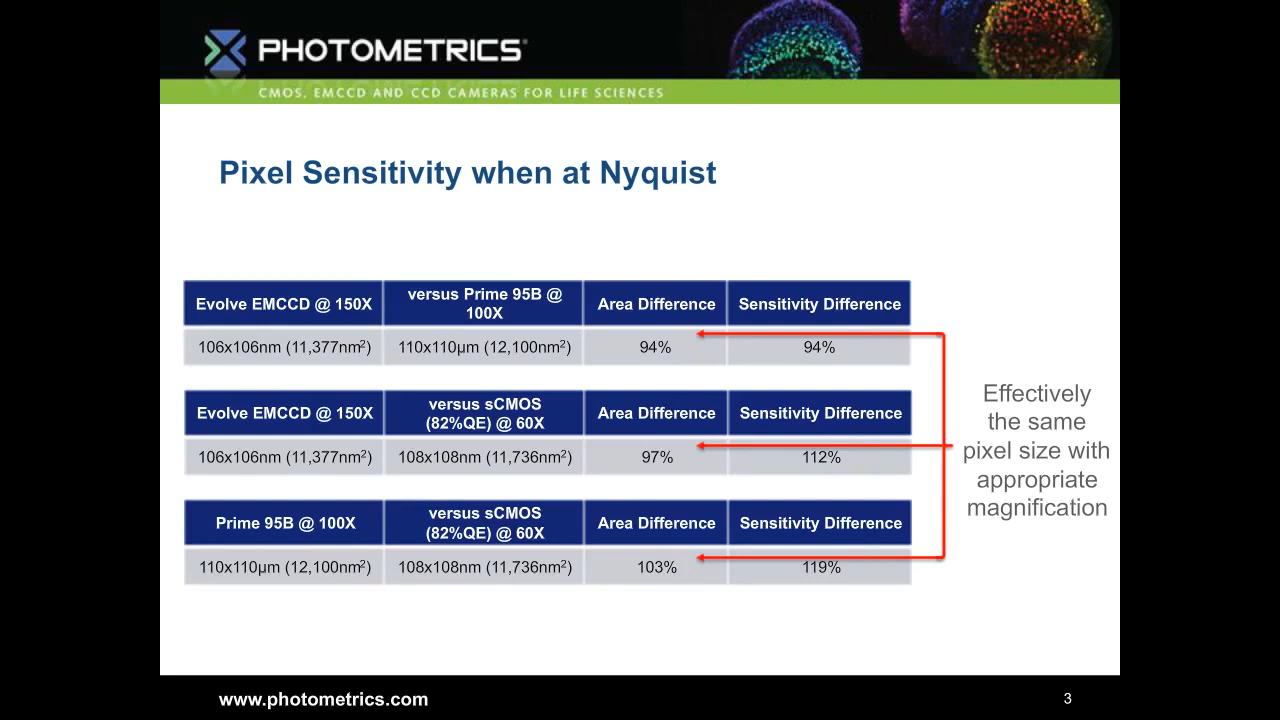 PHOTOMETRICS®
CMOS, EMCCD AND CCD CAMERAS FOR LIFE SCIENCES
Pixel Sensitivity when at Nyquist
Evolve EMCCD @ 150X
versus Prime 95B @
100X
Area Difference
Sensitivity Difference
106x106nm (11,377nm²)
110x110µm (12,100nm²)
94%
94%
Evolve EMCCD @ 150X
versus sCMOS
(82%QE) @ 60X
Area Difference
Sensitivity Difference
106x106nm (11,377nm²)
108x108nm (11,736nm²)
97%
112%
Prime 95B @ 100X
versus sCMOS
(82%QE) @ 60X
Area Difference
Sensitivity Difference
110x110µm (12,100nm²)
108x108nm (11,736nm²)
103%
119%
Effectively
the same
pixel size with
appropriate
magnification
www.photometrics.com
3